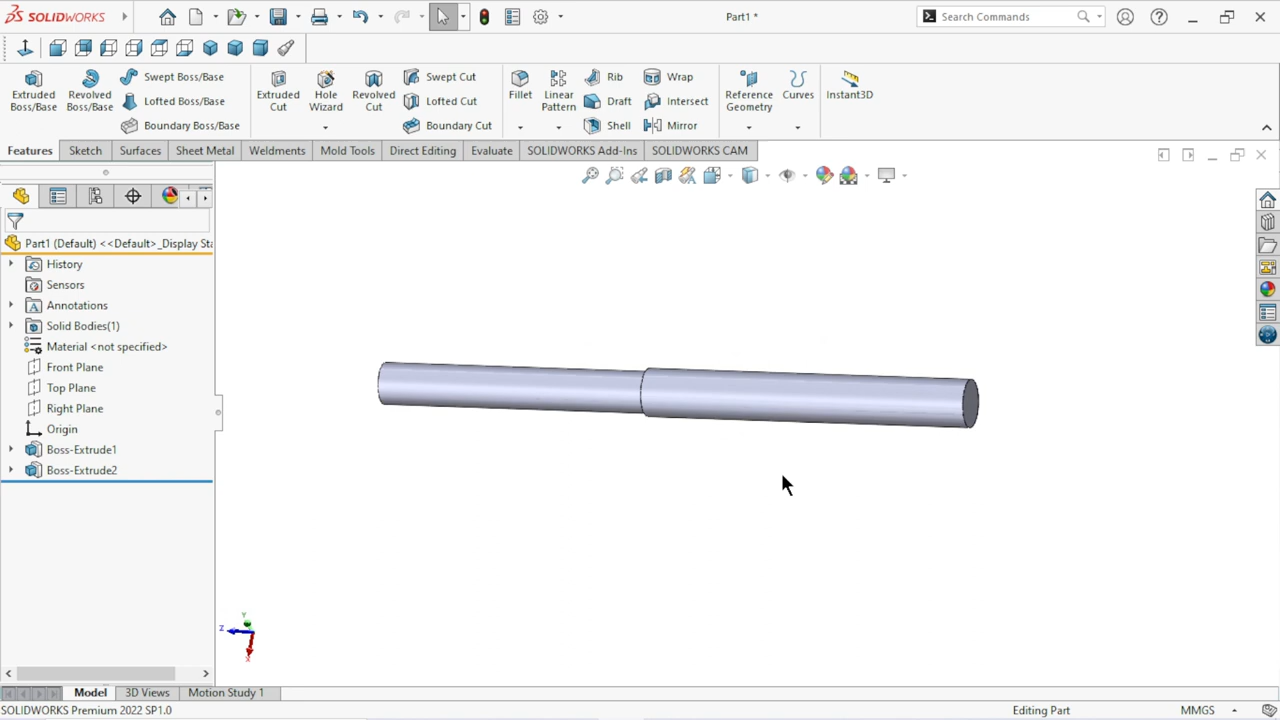 SOLIDWORKS
Part1 *
Search Commands
Extruded Boss/Base
Revolved Boss/Base
Swept Boss/Base
Lofted Boss/Base
Boundary Boss/Base
Extruded Cut
Hole Wizard
Revolved Cut
Swept Cut
Lofted Cut
Boundary Cut
Fillet
Linear Pattern
Rib
Draft
Shell
Wrap
Intersect
Mirror
Reference Geometry
Curves
Instant3D
Features Sketch Surfaces Sheet Metal Weldments Mold Tools Direct Editing Evaluate SOLIDWORKS Add-Ins SOLIDWORKS CAM
Part1 (Default) <<Default>_Display Sta
History
Sensors
Annotations
Solid Bodies(1)
Material <not specified>
Front Plane
Top Plane
Right Plane
Origin
Boss-Extrude1
Boss-Extrude2
Y
Z
X
Model 3D Views Motion Study 1
SOLIDWORKS Premium 2022 SP1.0 Editing Part MMGS